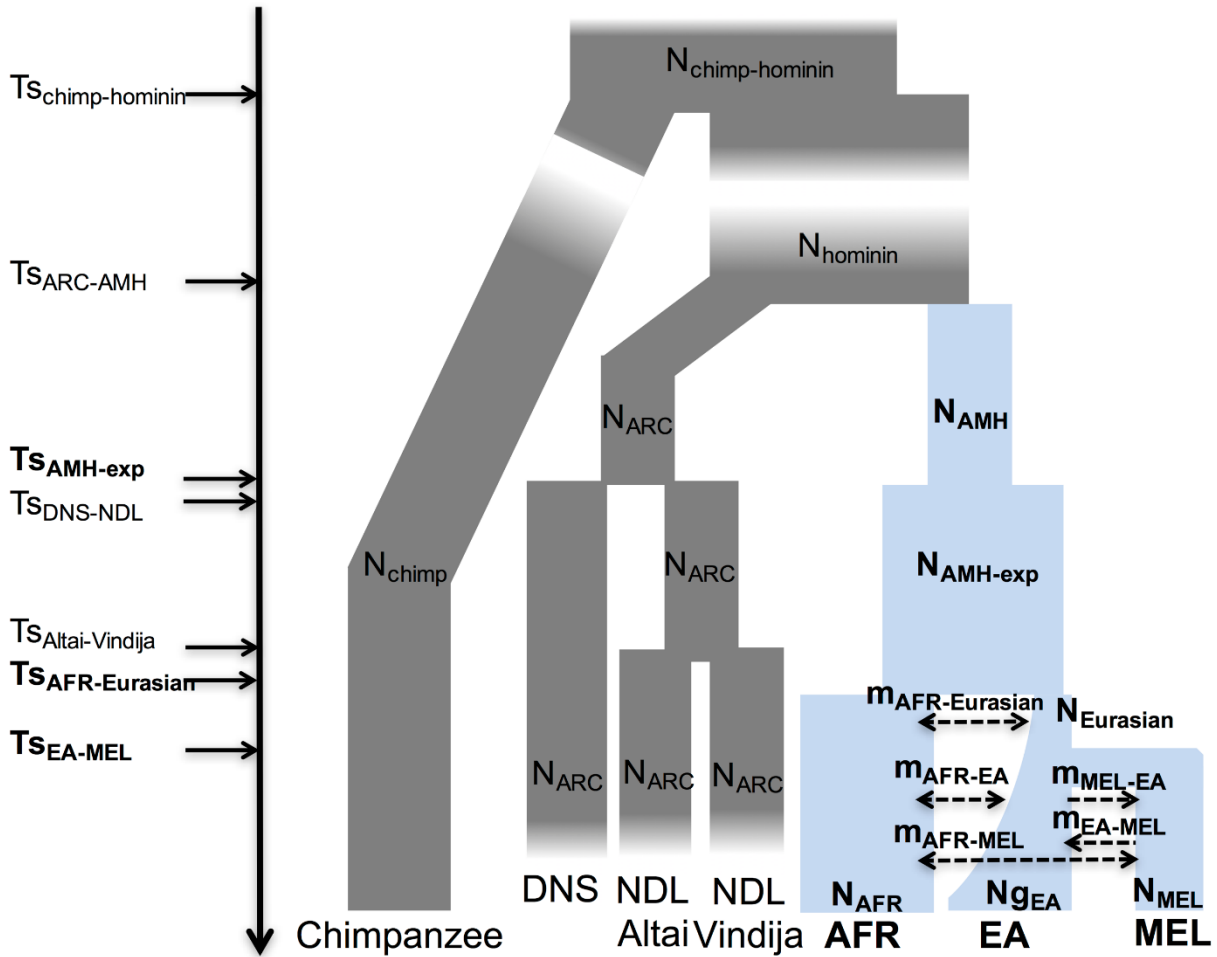 N chimp-hominin
Ts chimp-hominin
N hominin
Ts ARC-AMH
N ARC
N AMH
Ts AMH-exp
Ts DNS-NDL
N chimp
N ARC
N AMH-exp
Ts Altai-Vindija
Ts AFR-Eurasian
m AFR-Eurasian
N Eurasian
Ts EA-MEL
N ARC
N ARC
N ARC
m AFR-EA
m MEL-EA
m EA-MEL
m AFR-MEL
N AFR
Ng EA
N MEL
DNS NDL NDL
Chimpanzee Altai Vindija AFR EA MEL